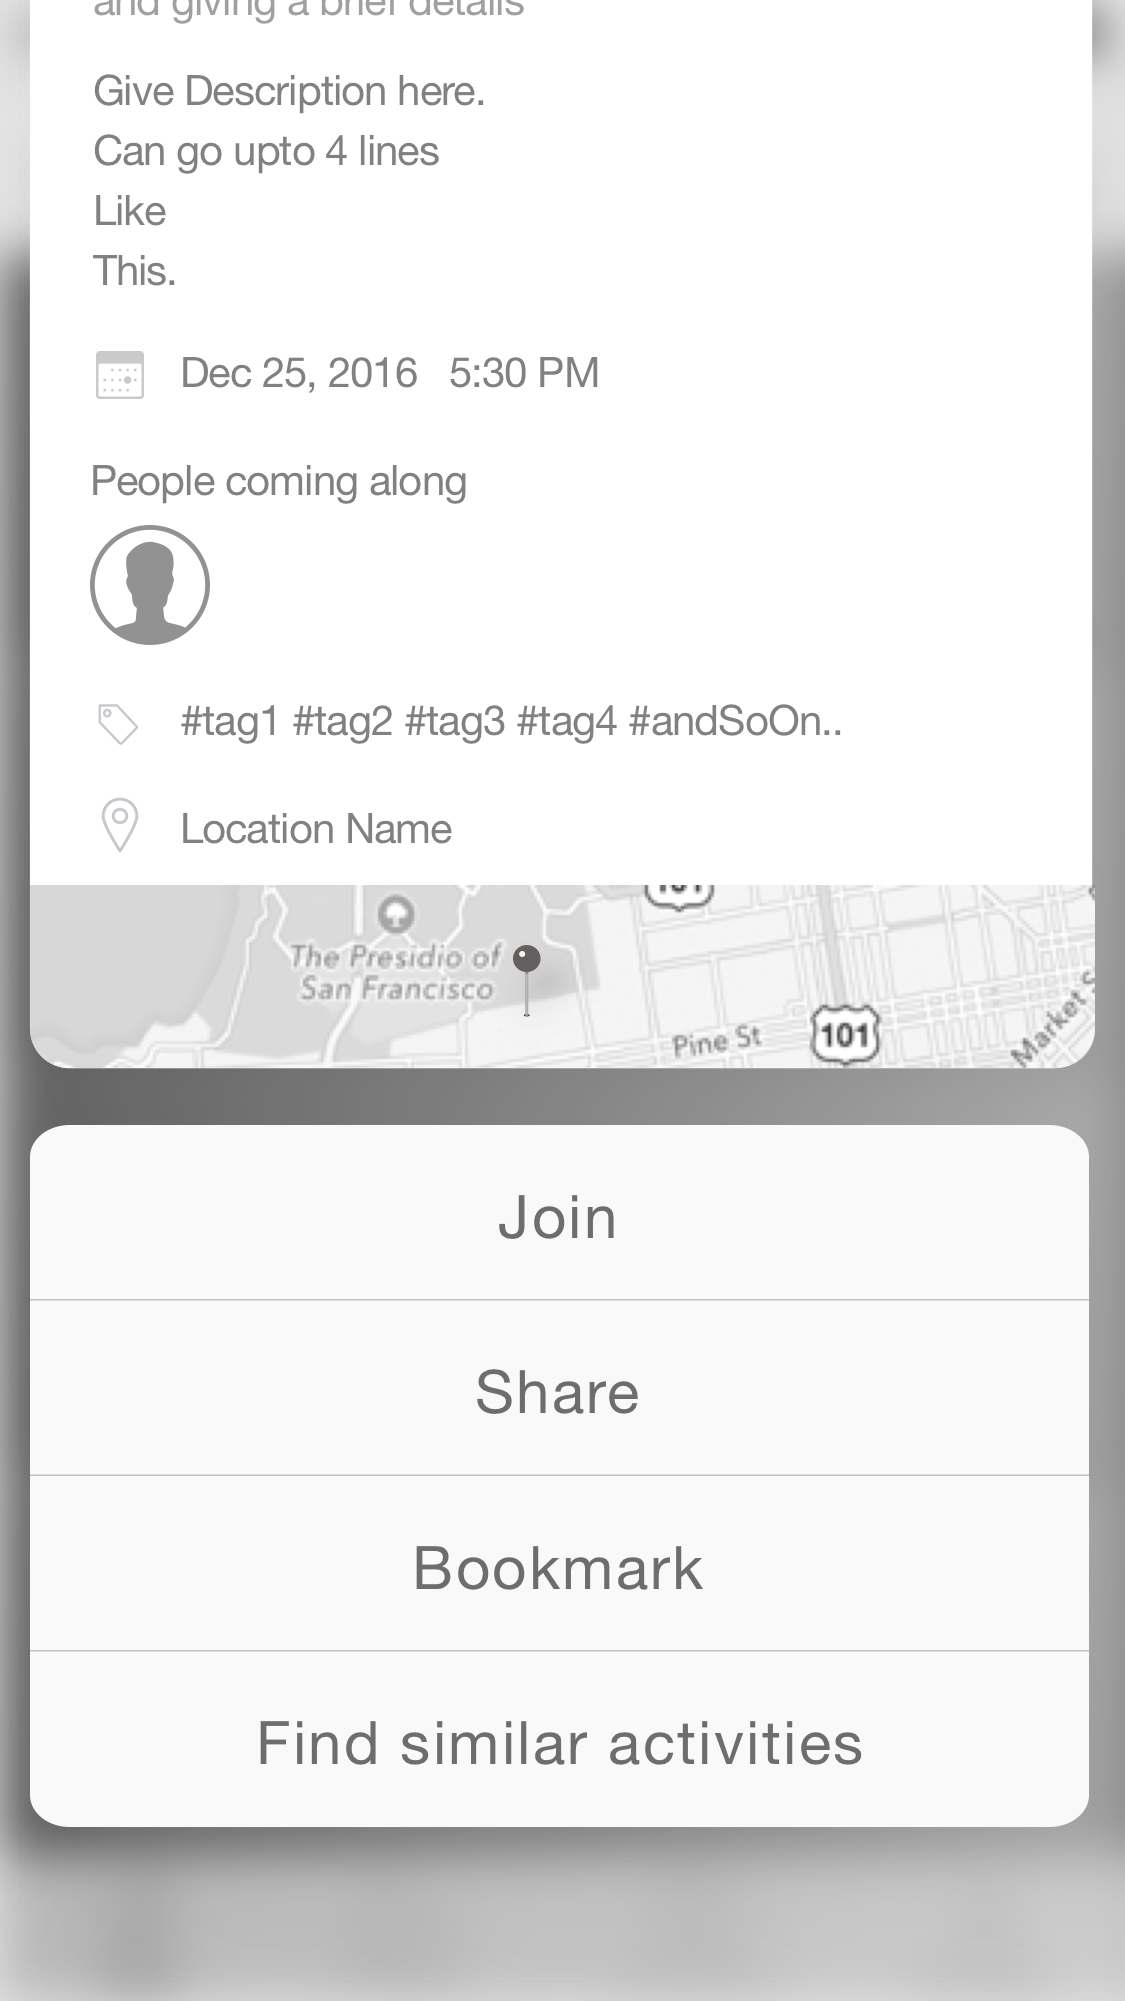 and giving a brief details
Give Description here.
Can go upto 4 lines
Like
This.
Dec 25, 2016 5:30 PM
People coming along
#tag1 #tag2 #tag3 #tag4 #andSoOn..
Location Name
101
The Presidio of
San Francisco
Pine St
101
Market S
Join
Share
Bookmark
Find similar activities